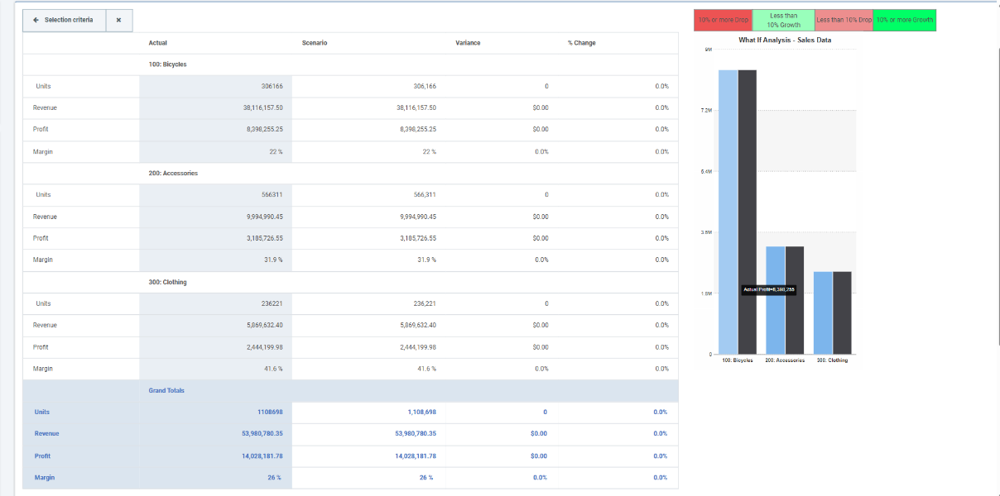 Selection criteria
Actual Scenario Variance % Change
100: Bicycles
Units 306166 306,166 0 0.0%
Revenue 38,116,157.50 38,116,157.50 $0.00 0.0%
Profit 8,398,255.25 8,398,255.25 $0.00 0.0%
Margin 22 % 22 % 0.0% 0.0%
200: Accessories
Units 566311 566,311 0 0.0%
Revenue 9,994,990.45 9,994,990.45 $0.00 0.0%
Profit 3,185,726.55 3,185,726.55 $0.00 0.0%
Margin 31.9 % 31.9 % 0.0% 0.0%
300: Clothing
Units 236221 236,221 0 0.0%
Revenue 5,869,632.40 5,869,632.40 $0.00 0.0%
Profit 2,444,199.98 2,444,199.98 $0.00 0.0%
Margin 41.6 % 41.6 % 0.0% 0.0%
Grand Totals
Units 1108698 1,108,698 0 0.0%
Revenue 53,980,780.35 53,980,780.35 $0.00 0.0%
Profit 14,028,181.78 14,028,181.78 $0.00 0.0%
Margin 26 % 26 % 0.0% 0.0%
10% or more Drop
Less than
10% Growth
Less than 10% Drop
10% or more Growth
What If Analysis - Sales Data
9M
7.2M
5.4M
3.6M
1.8M
0
Actual Profit=8,398,255
100: Bicycles 200: Accessories 300: Clothing